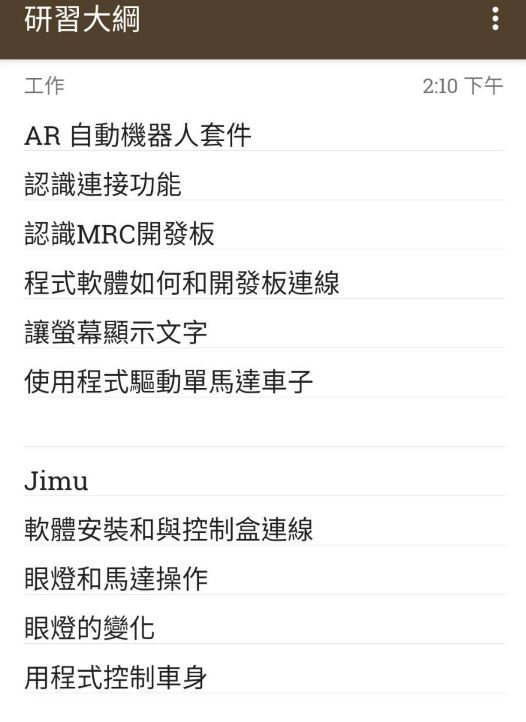 研習大綱
工作 2:10 下午
AR 自動機器人套件
認識連接功能
認識MRC開發板
程式軟體如何和開發板連線
讓螢幕顯示文字
使用程式驅動單馬達車子
Jimu
軟體安裝和與控制盒連線
眼燈和馬達操作
眼燈的變化
用程式控制車身